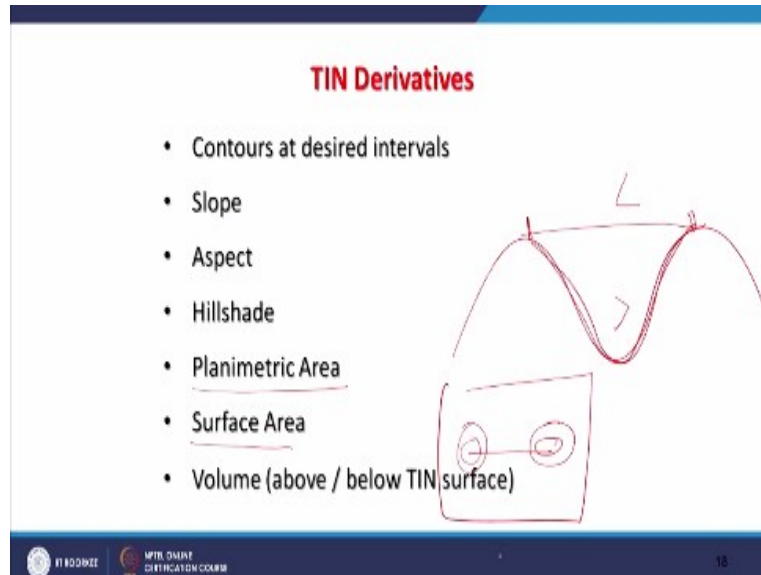 TIN Derivatives
• Contours at desired intervals
• Slope
• Aspect
• Hillshade
• Planimetric Area
• Surface Area
• Volume (above / below TIN surface)
IIT ROORKEE
NPTEL ONLINE
CERTIFICATION COURSE
18